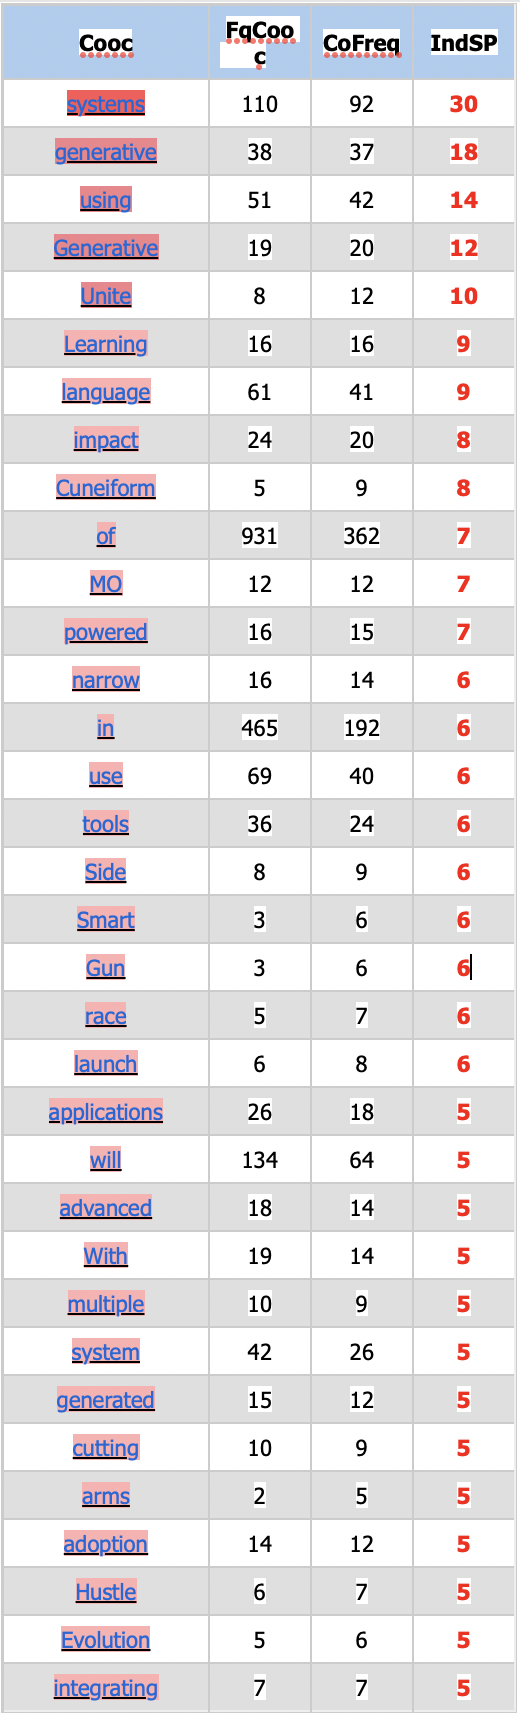 Cooc FqCooc CoFreq IndSP
systems 110 92 30
generative 38 37 18
using 51 42 14
Generative 19 20 12
Unite 8 12 10
Learning 16 16 9
language 61 41 9
impact 24 20 8
Cuneiform 5 9 8
of 931 362 7
MO 12 12 7
powered 16 15 7
narrow 16 14 6
in 465 192 6
use 69 40 6
tools 36 24 6
Side 8 9 6
Smart 3 6 6
Gun 3 6 6
race 5 7 6
launch 6 8 6
applications 26 18 5
will 134 64 5
advanced 18 14 5
With 19 14 5
multiple 10 9 5
system 42 26 5
generated 15 12 5
cutting 10 9 5
arms 2 5 5
adoption 14 12 5
Hustle 6 7 5
Evolution 5 6 5
integrating 7 7 5